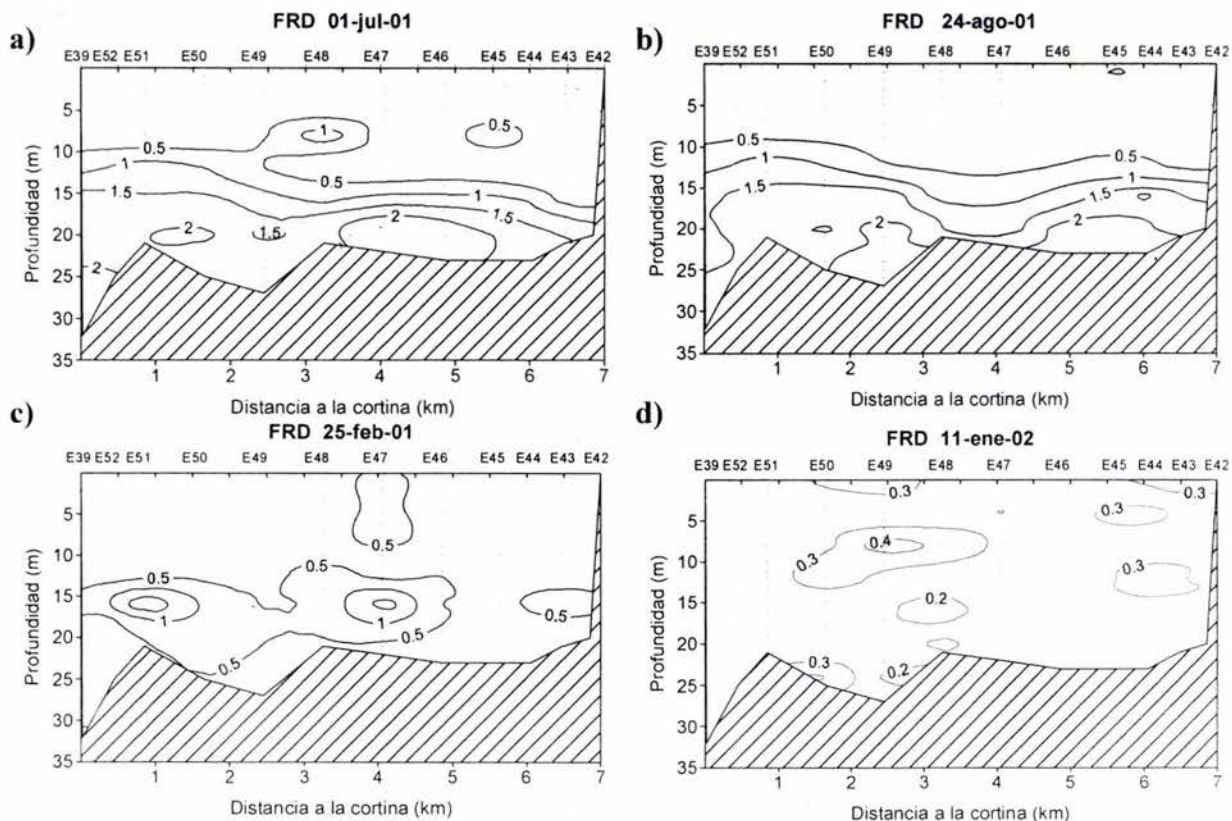 a)
FRD 01-jul-01
E39 E52 E51 E50 E49 E48 E47 E46 E45 E43 E42
5
10
15
20
25
30
35
Profundidad (m)
0.5
1
1.5
2
1
0.5
0.5
1
1.5
2
1.5
2
1 2 3 4 5 6 7
Distancia a la cortina (km)
b)
FRD 24-ago-01
E39 E51 E50 E49 E48 E47 E46 E45 E44 E43 E42
5
10
15
20
25
30
35
Profundidad (m)
0.5
1
1.5
2
0.5
1
1.5
2
1 2 3 4 5 6 7
Distancia a la cortina (km)
c)
FRD 25-feb-01
E39 E52 E51 E50 E49 E48 E47 E46 E45 E43 E42
5
10
15
20
25
30
35
Profundidad (m)
0.5
0.5
0.5
1
1
0.5
0.5
0.5
1 2 3 4 5 6 7
Distancia a la cortina (km)
d)
FRD 11-ene-02
E39 E52 E51 E50 E49 E48 E47 E46 E45 E44 E43 E42
5
10
15
20
25
30
35
Profundidad (m)
0.3
0.3
0.3
0.4
0.3
0.3
0.2
0.3
0.2
1 2 3 4 5 6 7
Distancia a la cortina (km)